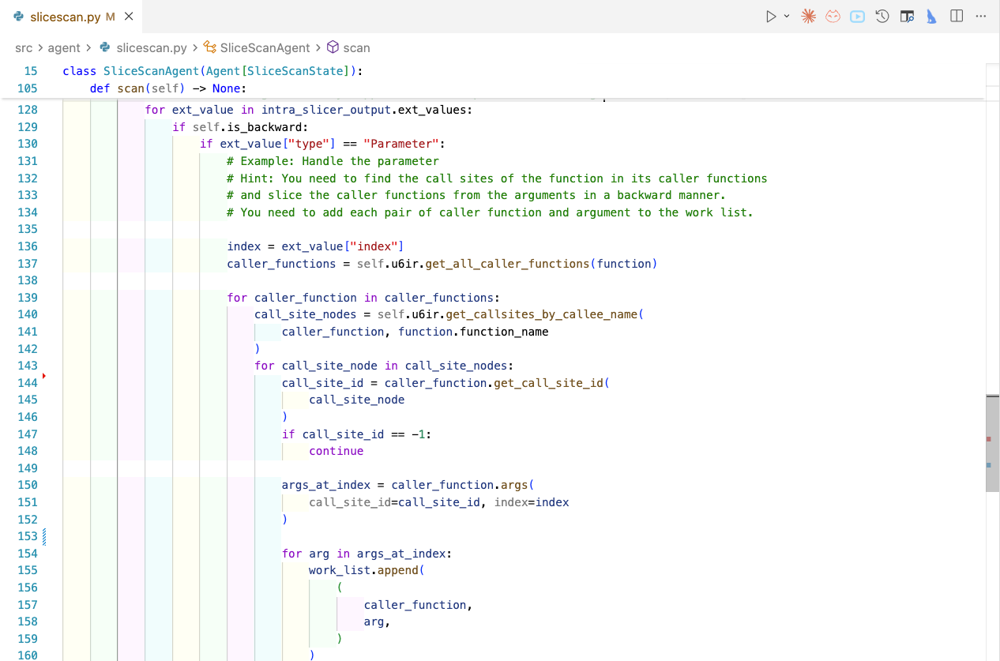 slicescan.py M
src > agent > slicescan.py > SliceScanAgent > scan
15 class SliceScanAgent(Agent[SliceScanState]):
105 def scan(self) -> None:
128 for ext_value in intra_slicer_output.ext_values:
129 if self.is_backward:
130 if ext_value["type"] == "Parameter":
131 # Example: Handle the parameter
132 # Hint: You need to find the call sites of the function in its caller functions
133 # and slice the caller functions from the arguments in a backward manner.
134 # You need to add each pair of caller function and argument to the work list.
135
136 index = ext_value["index"]
137 caller_functions = self.u6ir.get_all_caller_functions(function)
138
139 for caller_function in caller_functions:
140 call_site_nodes = self.u6ir.get_callsites_by_callee_name(
141 caller_function, function.function_name
142 )
143 for call_site_node in call_site_nodes:
144 call_site_id = caller_function.get_call_site_id(
145 call_site_node
146 )
147 if call_site_id == -1:
148 continue
149
150 args_at_index = caller_function.args(
151 call_site_id=call_site_id, index=index
152 )
153
154 for arg in args_at_index:
155 work_list.append(
156 (
157 caller_function,
158 arg,
159 )
160 )